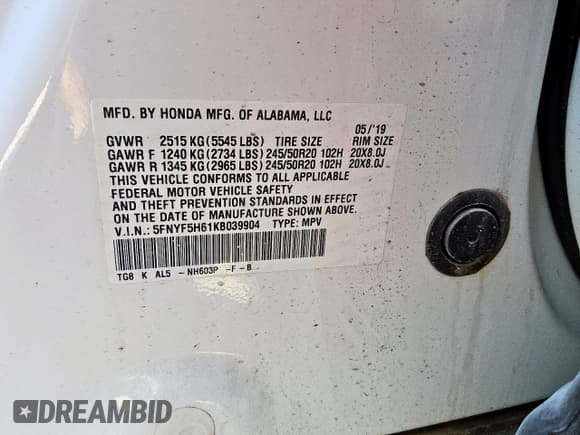 MFD. BY HONDA MFG. OF ALABAMA, LLC 05/'19
GVWR 2515 KG(5545 LBS) TIRE SIZE RIM SIZE
GAWR F 1240 KG(2734 LBS)245/50R20 102H 20X8.0J
GAWR R 1345 KG(2965 LBS)245/50R20 102H 20X8.0J
THIS VEHICLE CONFORMS TO ALL APPLICABLE
FEDERAL MOTOR VEHICLE SAFETY
AND THEFT PREVENTION STANDARDS IN EFFECT
ON THE DATE OF MANUFACTURE SHOWN ABOVE.
V.I.N.: 5FNYF5H61KB039904 TYPE: MPV
TG8 K AL5 -NH603P -F-B
DREAMBID